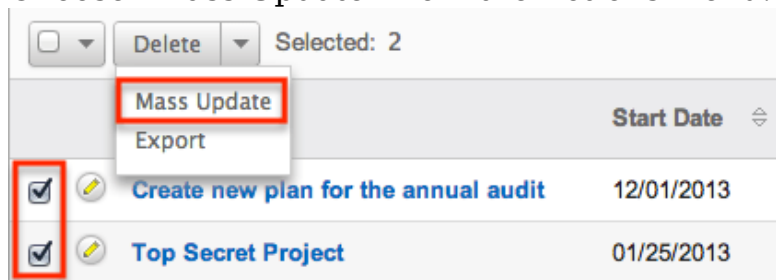 Delete Selected: 2
Mass Update
Export
Start Date
Create new plan for the annual audit 12/01/2013
Top Secret Project 01/25/2013